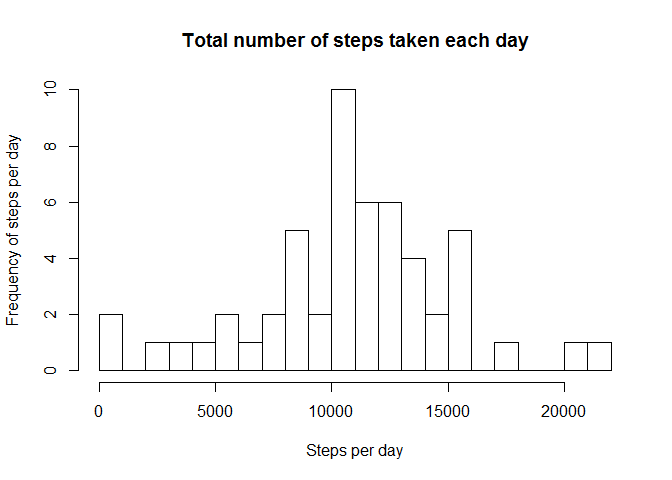 Total number of steps taken each day
Frequency of steps per day
10
8
6
4
2
0
0 5000 10000 15000 20000
Steps per day